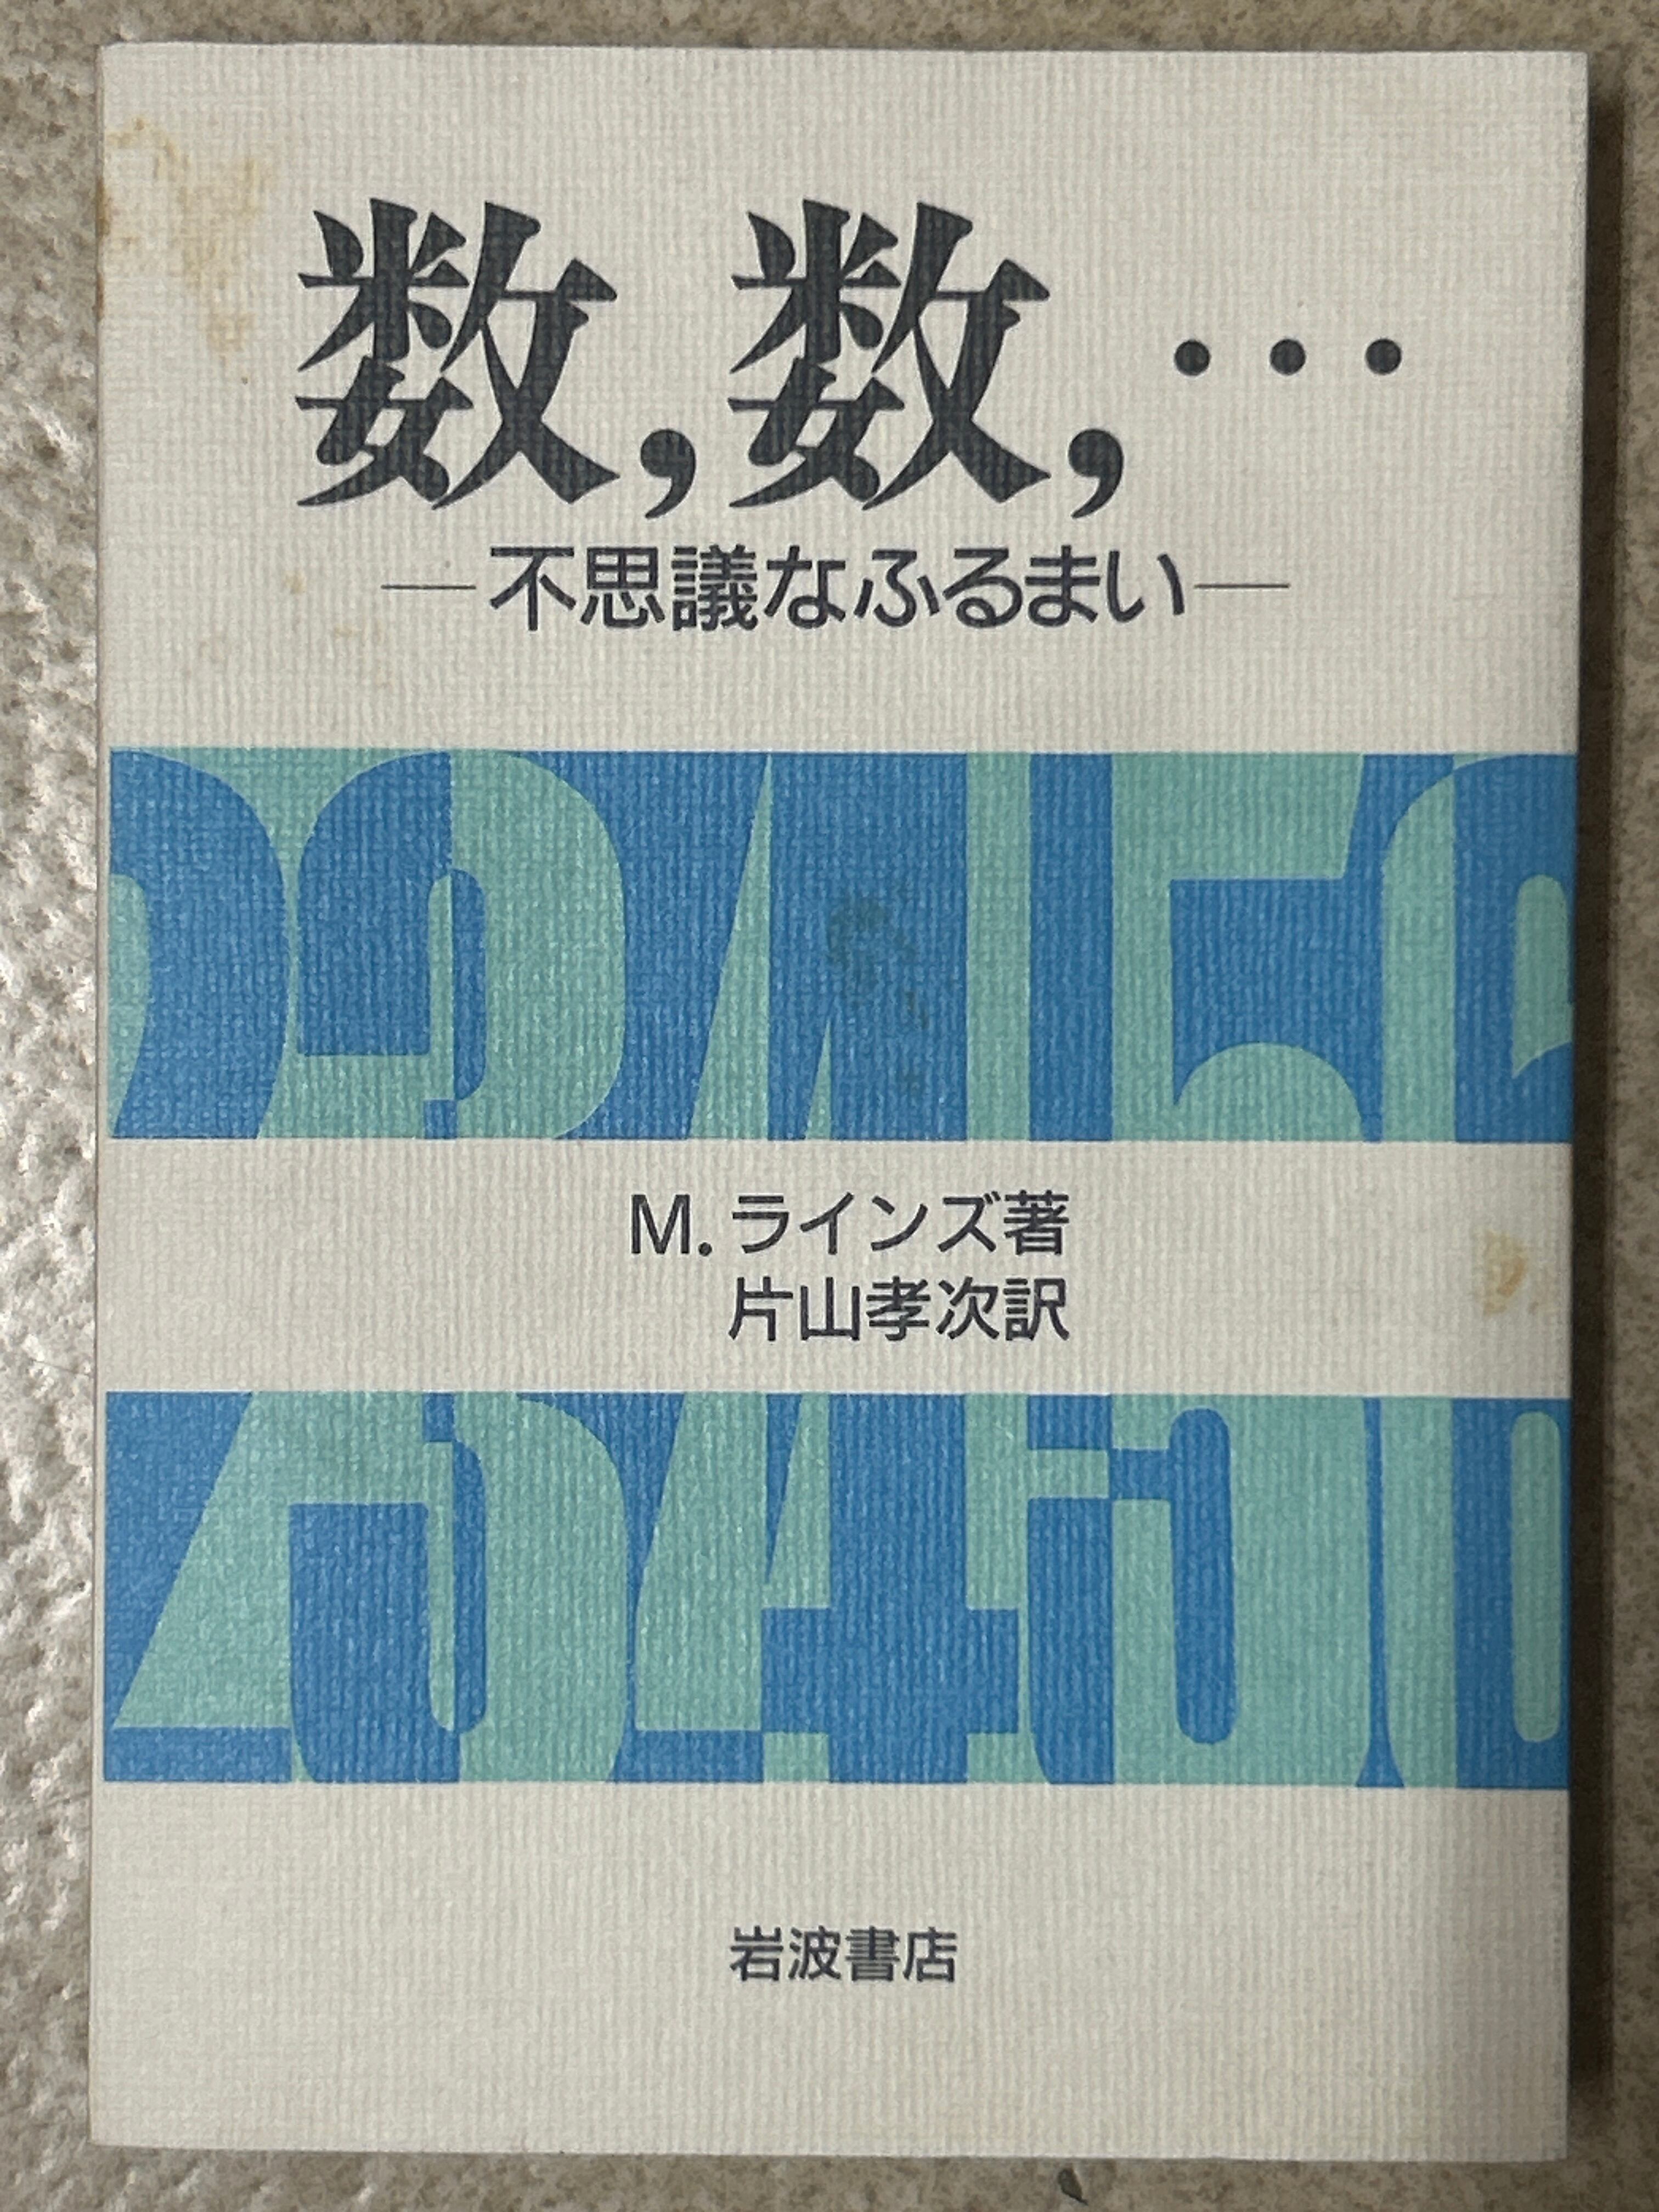 数,数,・・・
―不思議なふるまい―
M.ラインズ著
片山孝次訳
岩波書店